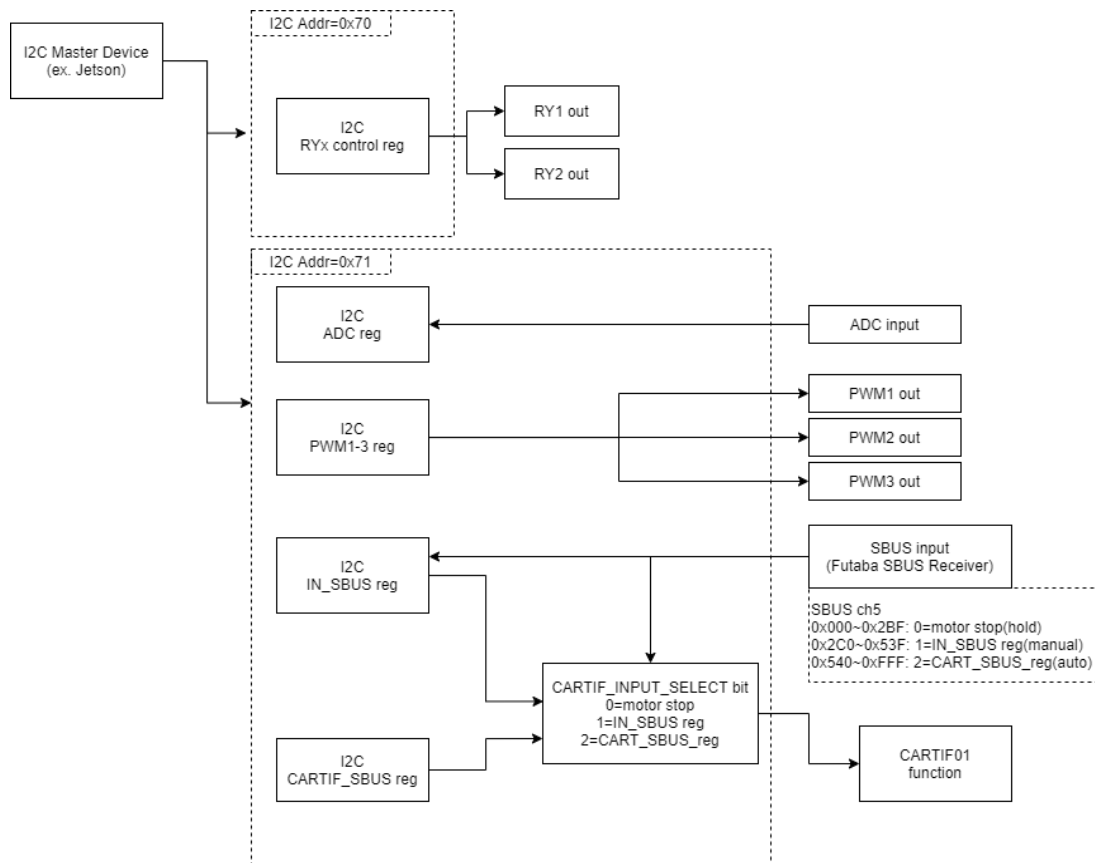 I2C Master Device
(ex. Jetson)
I2C Addr=0x70
I2C
RYx control reg
RY1 out
RY2 out
I2C Addr=0x71
I2C
ADC reg
ADC input
I2C
PWM1-3 reg
PWM1 out
PWM2 out
PWM3 out
I2C
IN_SBUS reg
SBUS input
(Futaba SBUS Receiver)
SBUS ch5
0x000~0x2BF: 0=motor stop(hold)
0x2C0~0x53F: 1=IN_SBUS reg(manual)
0x540~0xFFF: 2=CART_SBUS_reg(auto)
CARTIF_INPUT_SELECT bit
0=motor stop
1=IN_SBUS reg
2=CART_SBUS_reg
I2C
CARTIF_SBUS reg
CARTIF01
function